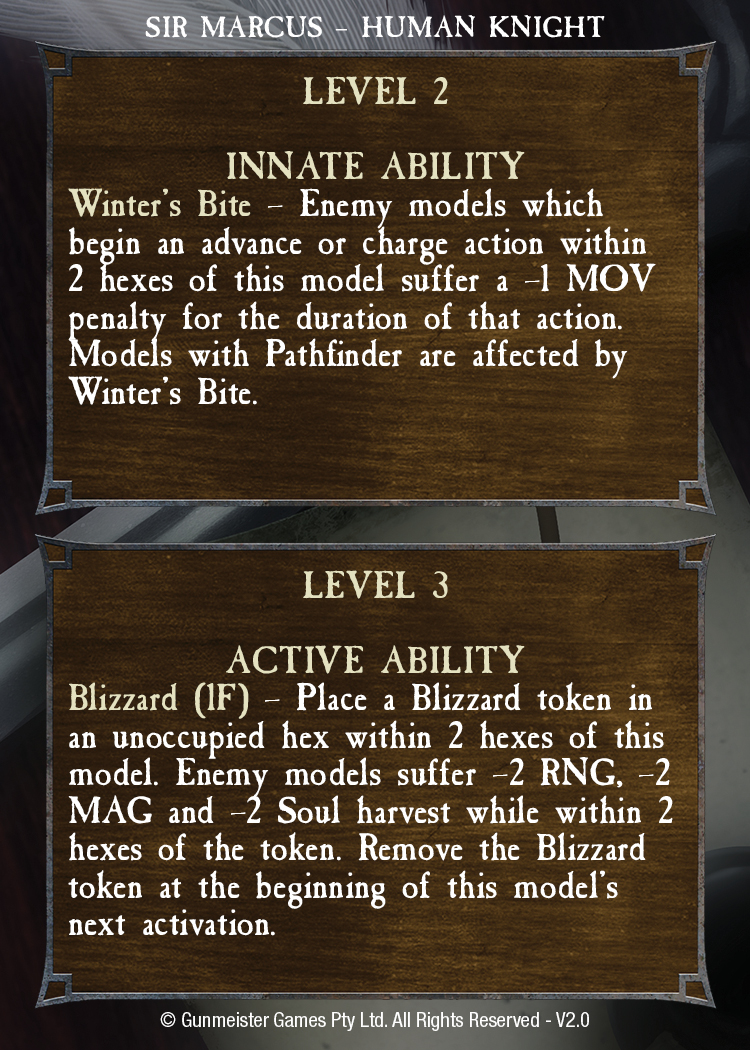 SIR MARCUS – HUMAN KNIGHT
LEVEL 2
INNATE ABILITY
Winter's Bite – Enemy models which
begin an advance or charge action within
2 hexes of this model suffer a –1 MOV
penalty for the duration of that action.
Models with Pathfinder are affected by
Winter's Bite.
LEVEL 3
ACTIVE ABILITY
Blizzard (1F) – Place a Blizzard token in
an unoccupied hex within 2 hexes of this
model. Enemy models suffer –2 RNG, –2
MAG and –2 Soul harvest while within 2
hexes of the token. Remove the Blizzard
token at the beginning of this model's
next activation.
© Gunmeister Games Pty Ltd. All Rights Reserved - V2.0